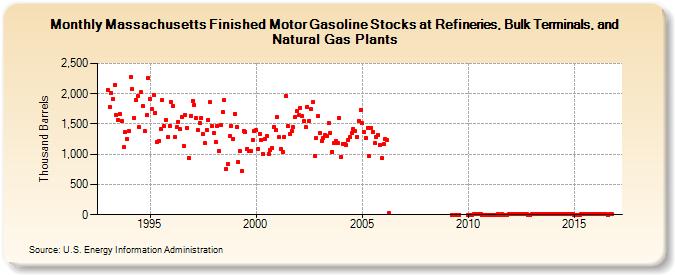 Monthly Massachusetts Finished Motor Gasoline Stocks at Refineries, Bulk Terminals, and
Natural Gas Plants
Thousand Barrels
2,500
2,000
1,500
1,000
500
0
1995
2000
2005
2010
2015
Source: U.S. Energy Information Administration